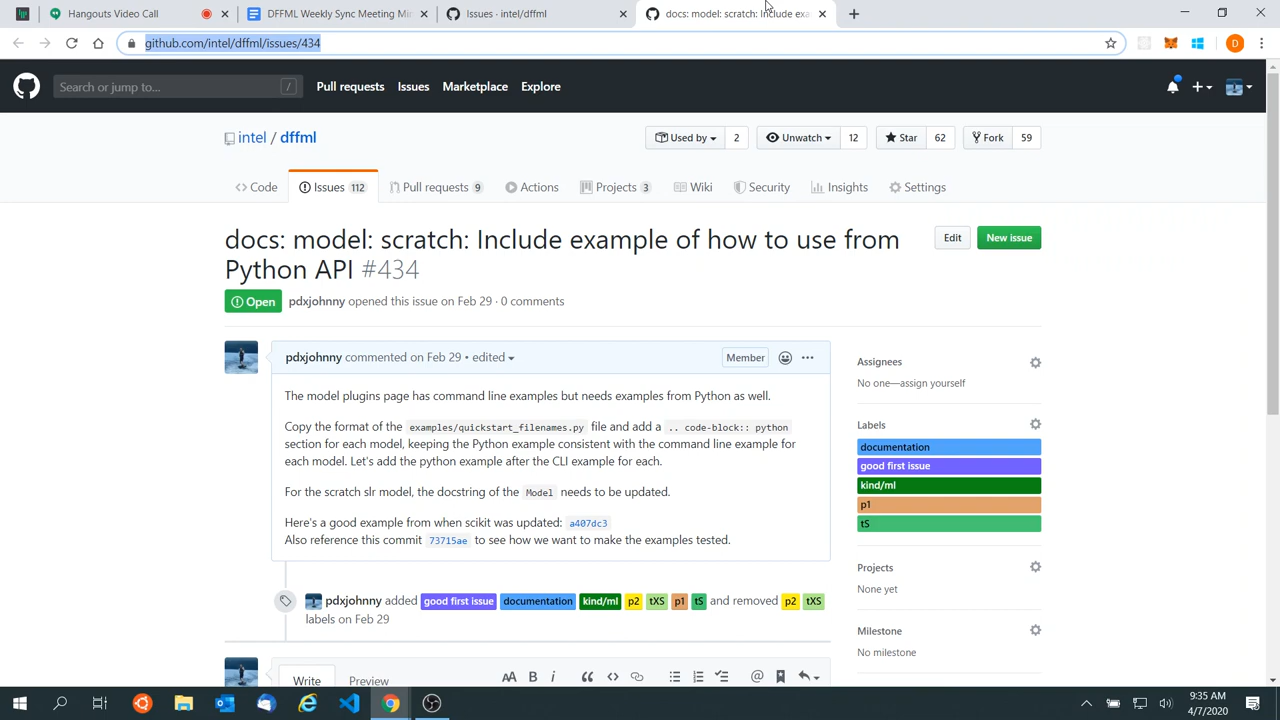 Hangouts Video Call
DFFML Weekly Sync Meeting Min
Issues · intel/dffml
docs: model: scratch: Include exa
github.com/intel/dffml/issues/434
Search or jump to...
/
Pull requests
Issues
Marketplace
Explore
intel / dffml
Used by 2
Unwatch 12
Star 62
Fork 59
Code
Issues 112
Pull requests 9
Actions
Projects 3
Wiki
Security
Insights
Settings
docs: model: scratch: Include example of how to use from
Python API #434
Edit
New issue
Open
pdxjohnny opened this issue on Feb 29 · 0 comments
pdxjohnny commented on Feb 29 • edited
Member
The model plugins page has command line examples but needs examples from Python as well.
Copy the format of the examples/quickstart_filenames.py file and add a .. code-block:: python
section for each model, keeping the Python example consistent with the command line example for
each model. Let's add the python example after the CLI example for each.
For the scratch slr model, the docstring of the Model needs to be updated.
Here's a good example from when scikit was updated: a407dc3
Also reference this commit 73715ae to see how we want to make the examples tested.
pdxjohnny added good first issue documentation kind/ml p2 tXS p1 tS and removed p2 tXS
labels on Feb 29
Write
Preview
AA B i
Assignees
No one—assign yourself
Labels
documentation
good first issue
kind/ml
p1
tS
Projects
None yet
Milestone
No milestone
D
9:35 AM
4/7/2020